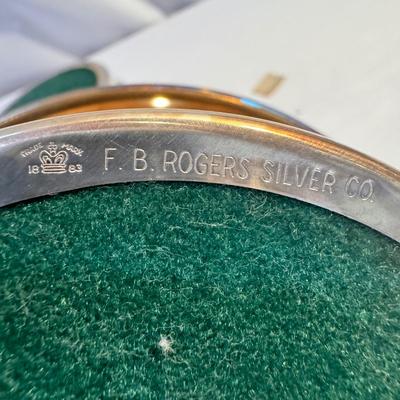 TRADE MARK
18 83
F. B. ROGERS SILVER CO.